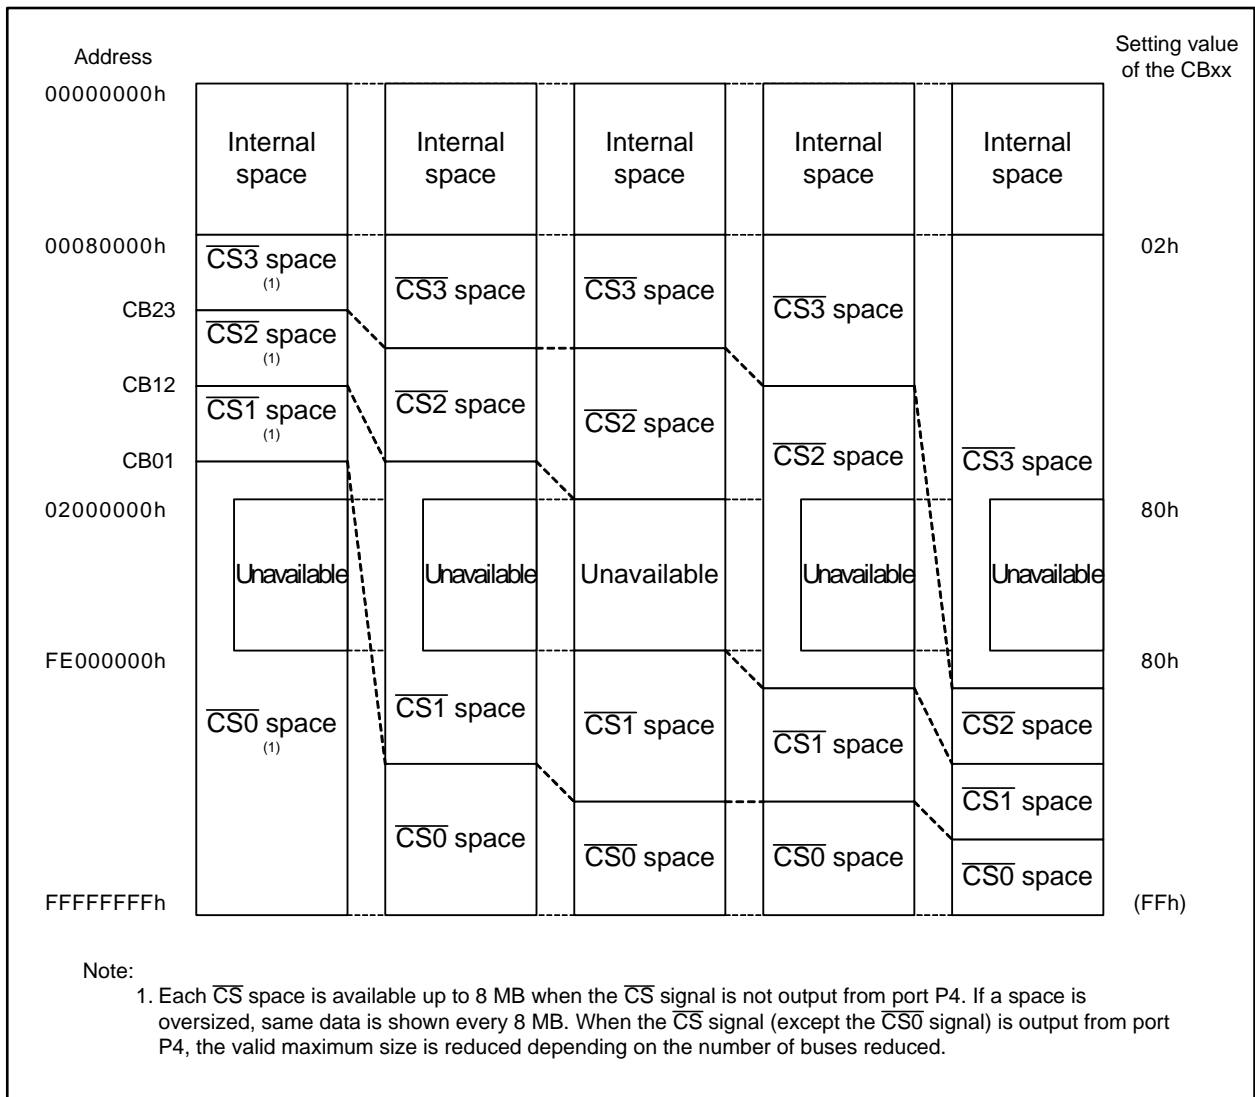 Address
Setting value
of the CBxx
00000000h
Internal
space
Internal
space
Internal
space
Internal
space
Internal
space
00080000h
02h
CS3 space
(1)
CS3 space
CS3 space
CS3 space
CB23
CS2 space
(1)
CB12
CS1 space
(1)
CS2 space
CS2 space
CS2 space
CS3 space
CB01
02000000h
80h
Unavailable
Unavailable
Unavailable
Unavailable
Unavailable
FE000000h
80h
CS0 space
(1)
CS1 space
CS1 space
CS1 space
CS2 space
CS1 space
CS0 space
CS0 space
CS0 space
CS0 space
FFFFFFFFh
(FFh)
Note:
1. Each CS space is available up to 8 MB when the CS signal is not output from port P4. If a space is
oversized, same data is shown every 8 MB. When the CS signal (except the CS0 signal) is output from port
P4, the valid maximum size is reduced depending on the number of buses reduced.